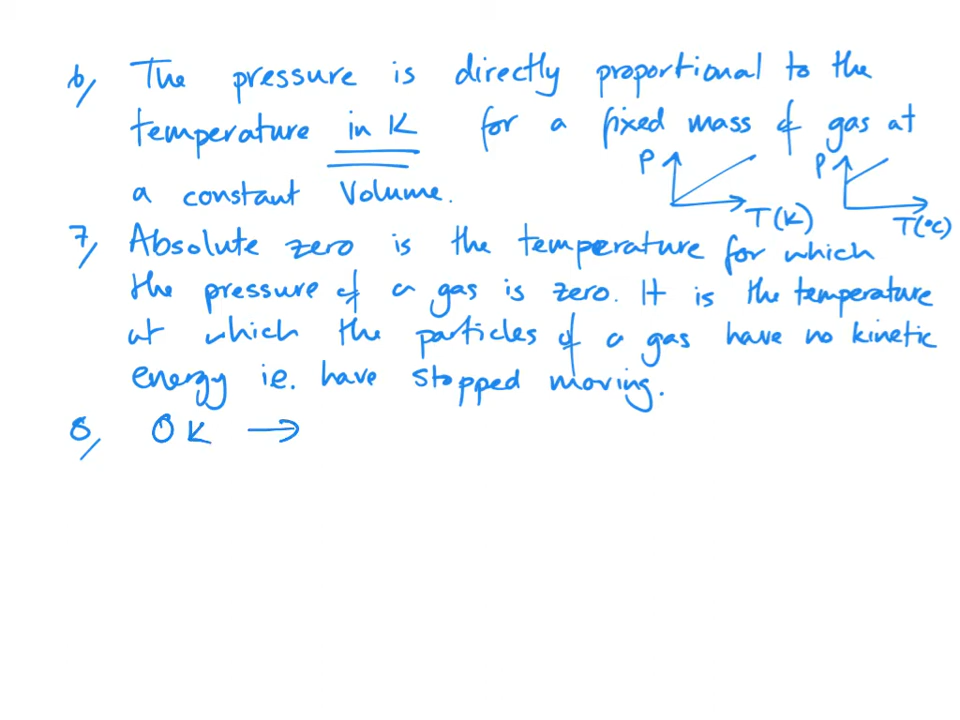 6, The pressure is directly proportional to the
temperature in K for a fixed mass of gas at
a constant volume.
P T(K) P T(°C)
7, Absolute zero is the temperature for which
the pressure of a gas is zero. It is the temperature
at which the particles of a gas have no kinetic
energy ie. have stopped moving.
8, 0 K →